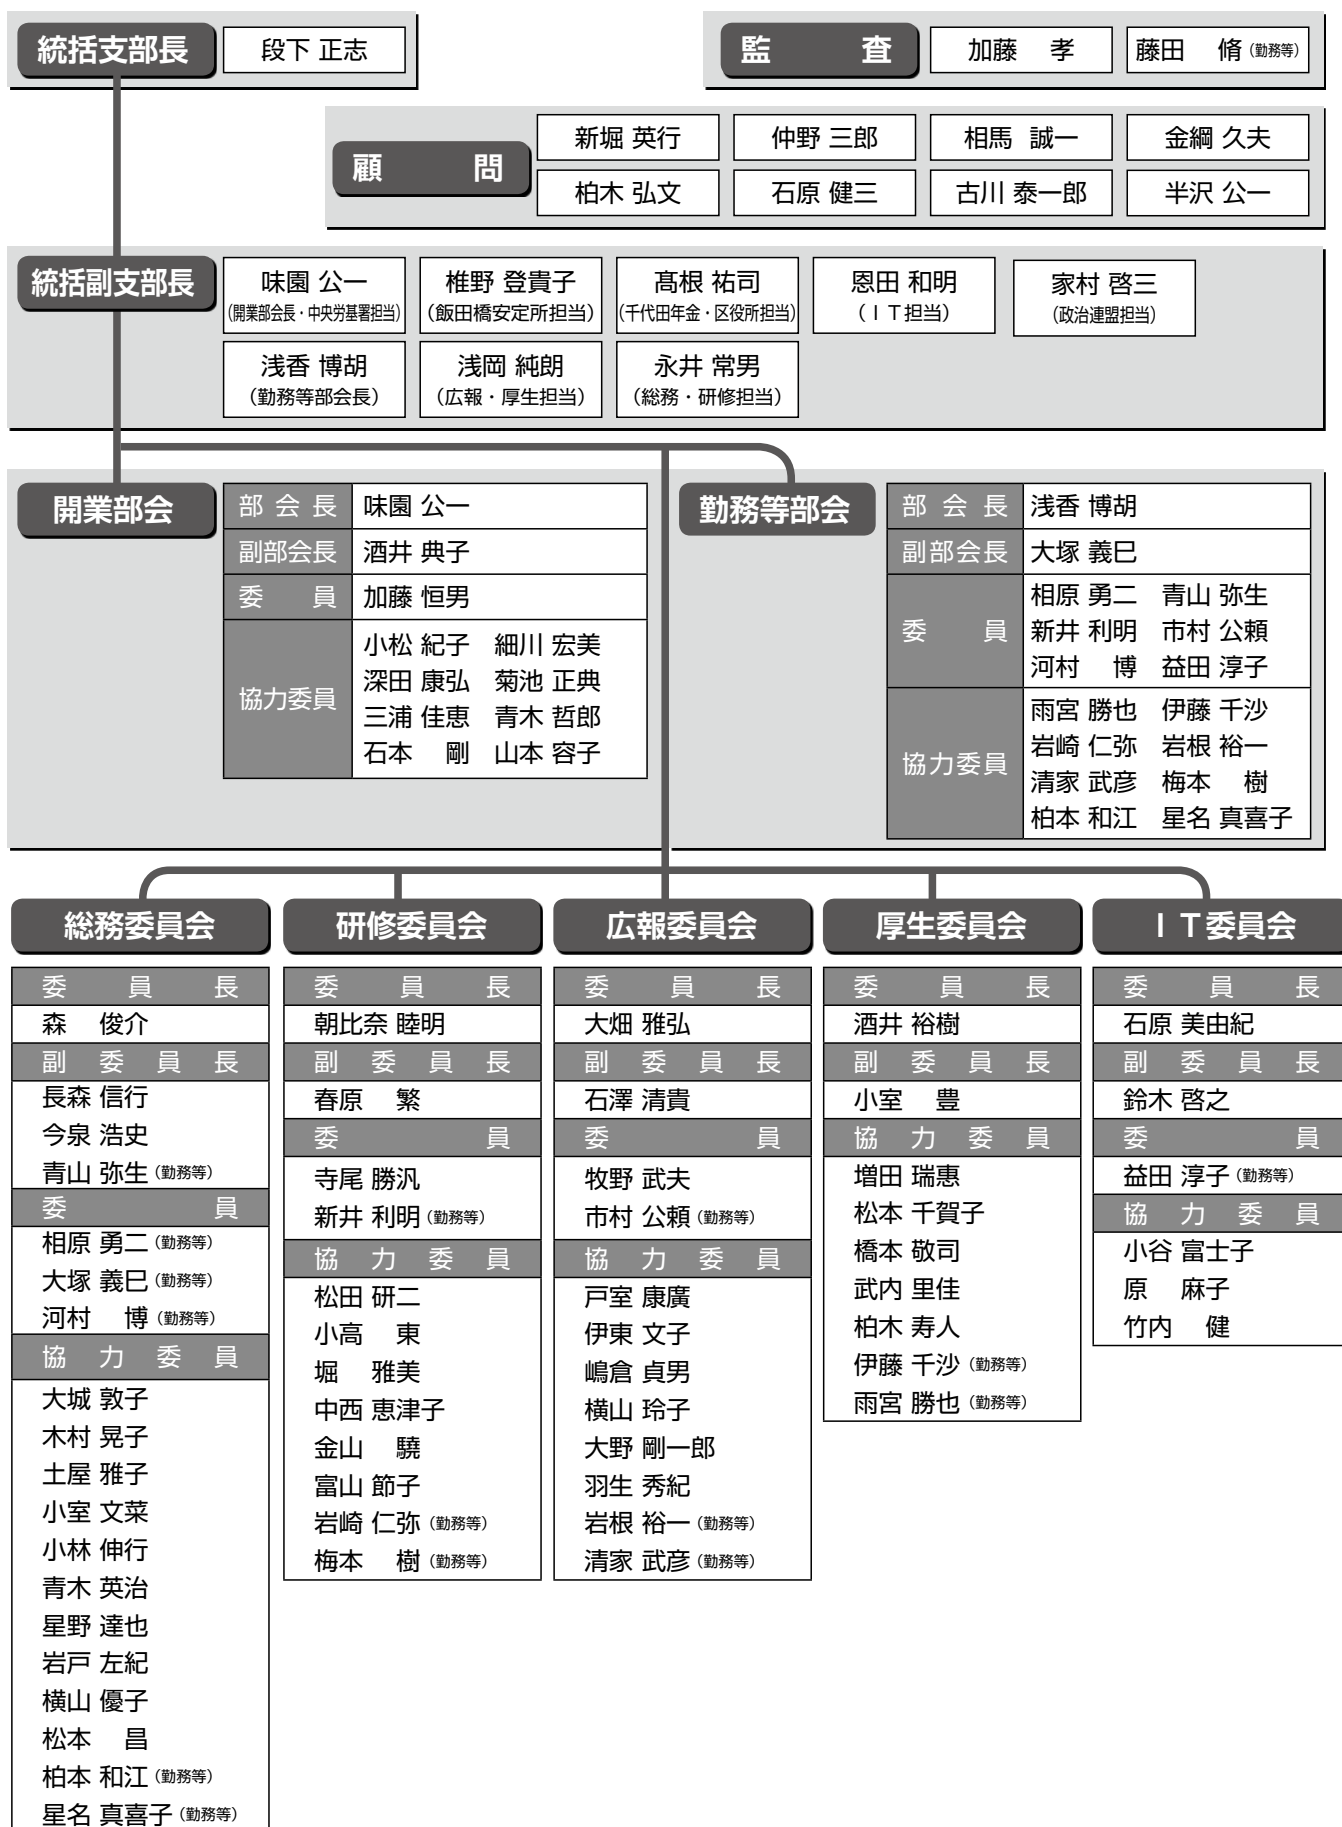 統括支部長 段下 正志
監査 加藤 孝 藤田 脩(勤務等)
顧問
新堀 英行 仲野 三郎 相馬 誠一 金綱 久夫
柏木 弘文 石原 健三 古川 泰一郎 半沢 公一
統括副支部長
味園 公一 椎野 登貴子 髙根 祐司 恩田 和明 家村 啓三
(開業部会長・中央労基署担当) (飯田橋安定所担当) (千代田年金・区役所担当) (IT担当) (政治連盟担当)
浅香 博胡 浅岡 純朗 永井 常男
(勤務等部会長) (広報・厚生担当) (総務・研修担当)
開業部会
部会長 味園 公一
副部会長 酒井 典子
委員 加藤 恒男
協力委員
小松 紀子 細川 宏美
深田 康弘 菊池 正典
三浦 佳恵 青木 哲郎
石本 剛 山本 容子
勤務等部会
部会長 浅香 博胡
副部会長 大塚 義巳
委員
相原 勇二 青山 弥生
新井 利明 市村 公頼
河村 博 益田 淳子
協力委員
雨宮 勝也 伊藤 千沙
岩崎 仁弥 岩根 裕一
清家 武彦 梅本 樹
柏本 和江 星名 真喜子
総務委員会
委員長
森 俊介
副委員長
長森 信行
今泉 浩史
青山 弥生(勤務等)
委員
相原 勇二(勤務等)
大塚 義巳(勤務等)
河村 博(勤務等)
協力委員
大城 敦子
木村 晃子
土屋 雅子
小室 文菜
小林 伸行
青木 英治
星野 達也
岩戸 左紀
横山 優子
松本 昌
柏本 和江(勤務等)
星名 真喜子(勤務等)
研修委員会
委員長
朝比奈 睦明
副委員長
春原 繁
委員
寺尾 勝汎
新井 利明(勤務等)
協力委員
松田 研二
小高 東
堀 雅美
中西 恵津子
金山 驍
富山 節子
岩崎 仁弥(勤務等)
梅本 樹(勤務等)
広報委員会
委員長
大畑 雅弘
副委員長
石澤 清貴
委員
牧野 武夫
市村 公頼(勤務等)
協力委員
戸室 康廣
伊東 文子
嶋倉 貞男
横山 玲子
大野 剛一郎
羽生 秀紀
岩根 裕一(勤務等)
清家 武彦(勤務等)
厚生委員会
委員長
酒井 裕樹
副委員長
小室 豊
協力委員
増田 瑞惠
松本 千賀子
橋本 敬司
武内 里佳
柏木 寿人
伊藤 千沙(勤務等)
雨宮 勝也(勤務等)
IT委員会
委員長
石原 美由紀
副委員長
鈴木 啓之
委員
益田 淳子(勤務等)
協力委員
小谷 富士子
原 麻子
竹内 健